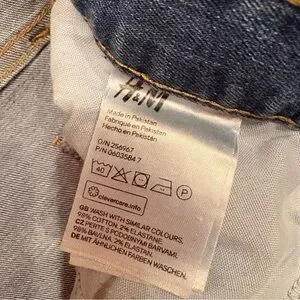 H&M
Made in Pakistan
Fabriqué en Pakistan
Hecho en Pakistán
O/N 256967
P/N 0603584 7
40 P
clevercare.info
GB WASH WITH SIMILAR COLOURS.
98% COTTON, 2% ELASTANE.
CZ PERTE S PODOBNÝMI BARVAMI.
98% BAVLNA, 2% ELASTAN.
DE MIT ÄHNLICHEN FARBEN WASCHEN.